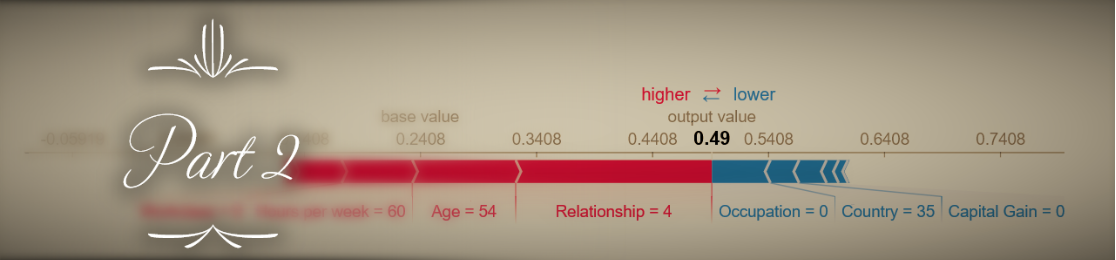 higher lower
base value output value
0.2408 0.3408 0.4408 0.49 0.5408 0.6408 0.7408
Part 2
per week = 60 Age = 54 Relationship = 4 Occupation = 0 Country = 35 Capital Gain = 0